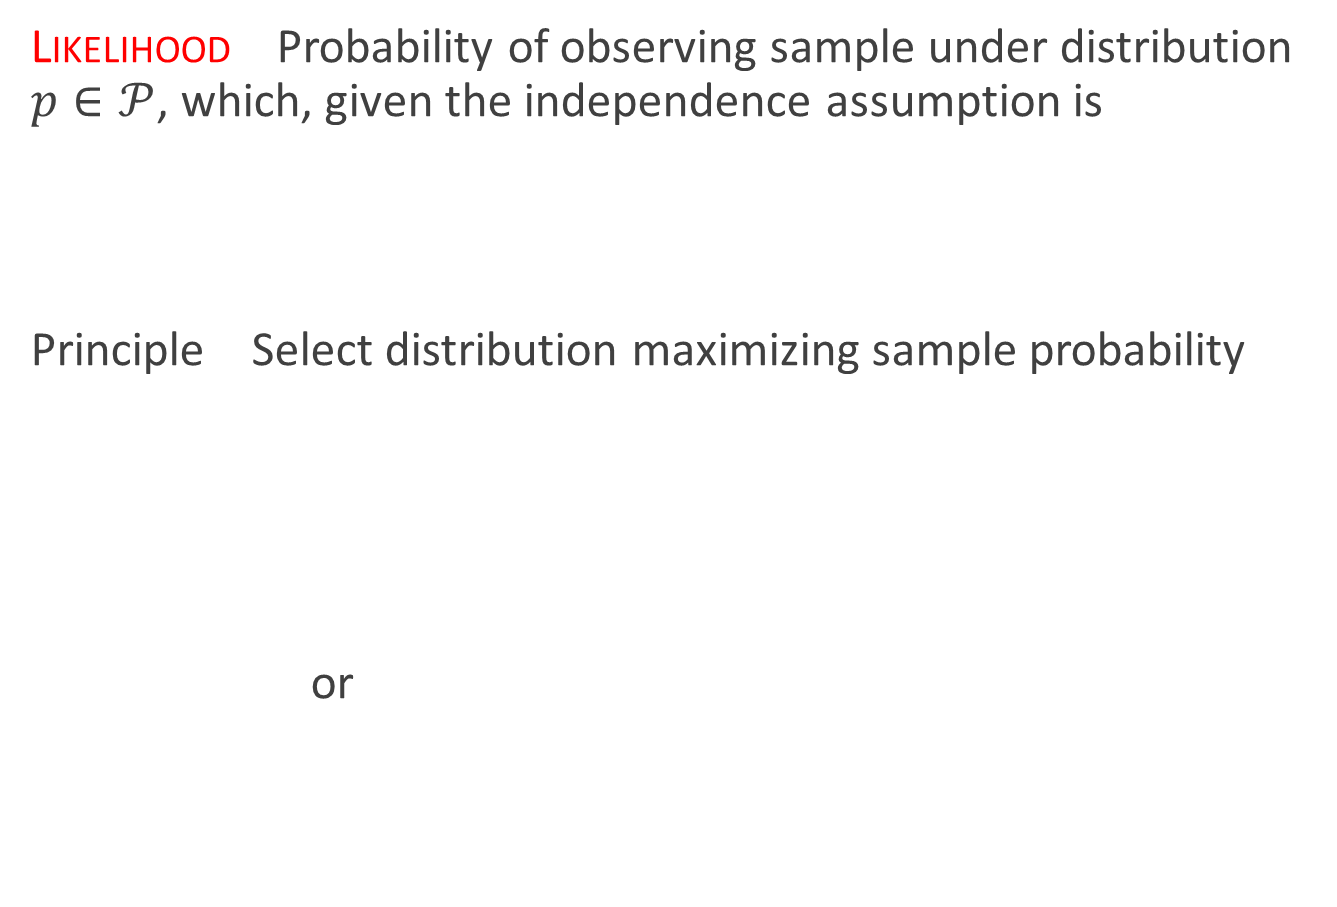 LIKELIHOOD Probability of observing sample under distribution
𝑝 ∈ 𝒫, which, given the independence assumption is
Principle Select distribution maximizing sample probability
or